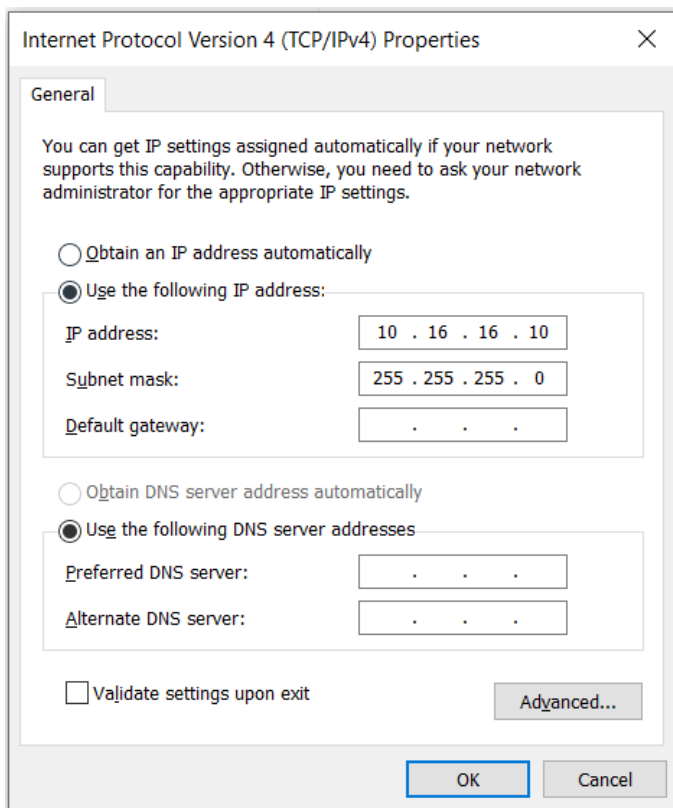 Internet Protocol Version 4 (TCP/IPv4) Properties
General
You can get IP settings assigned automatically if your network
supports this capability. Otherwise, you need to ask your network
administrator for the appropriate IP settings.
Obtain an IP address automatically
Use the following IP address:
IP address: 10 . 16 . 16 . 10
Subnet mask: 255 . 255 . 255 . 0
Default gateway: . . .
Obtain DNS server address automatically
Use the following DNS server addresses
Preferred DNS server: . . .
Alternate DNS server: . . .
Validate settings upon exit
Advanced...
OK Cancel